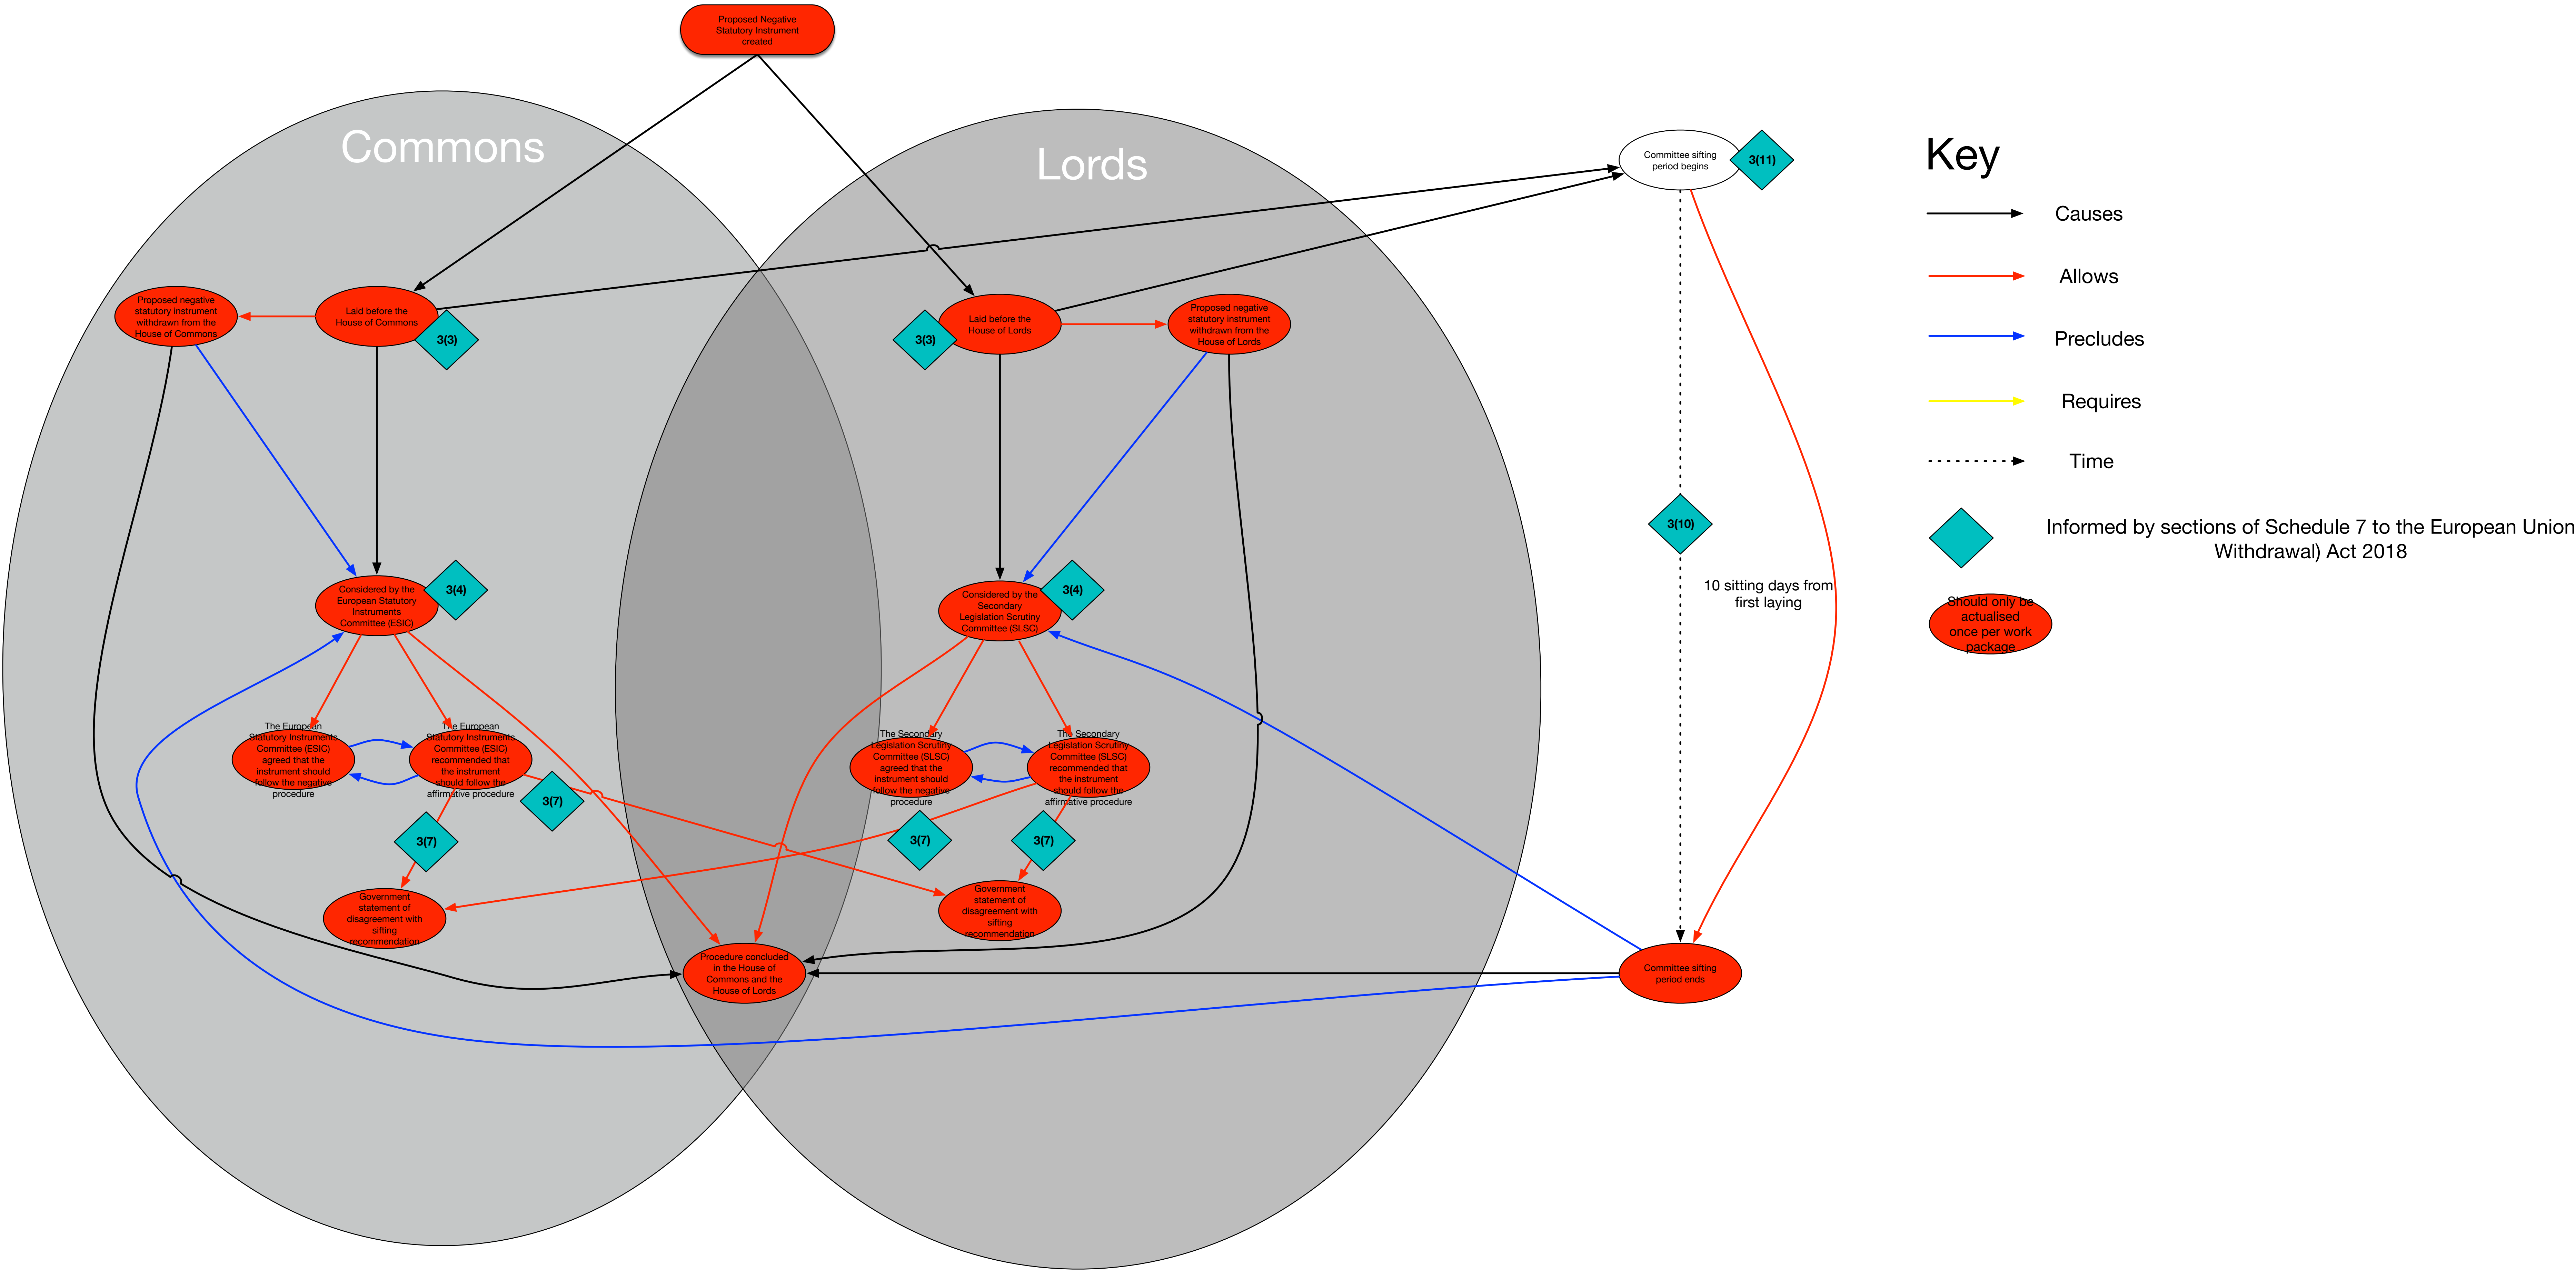 Proposed Negative
Statutory Instrument
created
Commons
Lords
Committee sifting
period begins
3(11)
Key
Causes
Allows
Precludes
Requires
Time
Informed by sections of Schedule 7 to the European Union
Withdrawal) Act 2018
Should only be
actualised
once per work
package
Proposed negative
statutory instrument
withdrawn from the
House of Commons
Laid before the
House of Commons
3(3)
3(3)
Laid before the
House of Lords
Proposed negative
statutory instrument
withdrawn from the
House of Lords
3(10)
10 sitting days from
first laying
Considered by the
European Statutory
Instruments
Committee (ESIC)
3(4)
Considered by the
Secondary
Legislation Scrutiny
Committee (SLSC)
3(4)
The European
Statutory Instruments
Committee (ESIC)
agreed that the
instrument should
follow the negative
procedure
The European
Statutory Instruments
Committee (ESIC)
recommended that
the instrument
should follow the
affirmative procedure
3(7)
3(7)
The Secondary
Legislation Scrutiny
Committee (SLSC)
agreed that the
instrument should
follow the negative
procedure
The Secondary
Legislation Scrutiny
Committee (SLSC)
recommended that
the instrument
should follow the
affirmative procedure
3(7)
3(7)
Government
statement of
disagreement with
sifting
recommendation
Government
statement of
disagreement with
sifting
recommendation
Procedure concluded
in the House of
Commons and the
House of Lords
Committee sifting
period ends